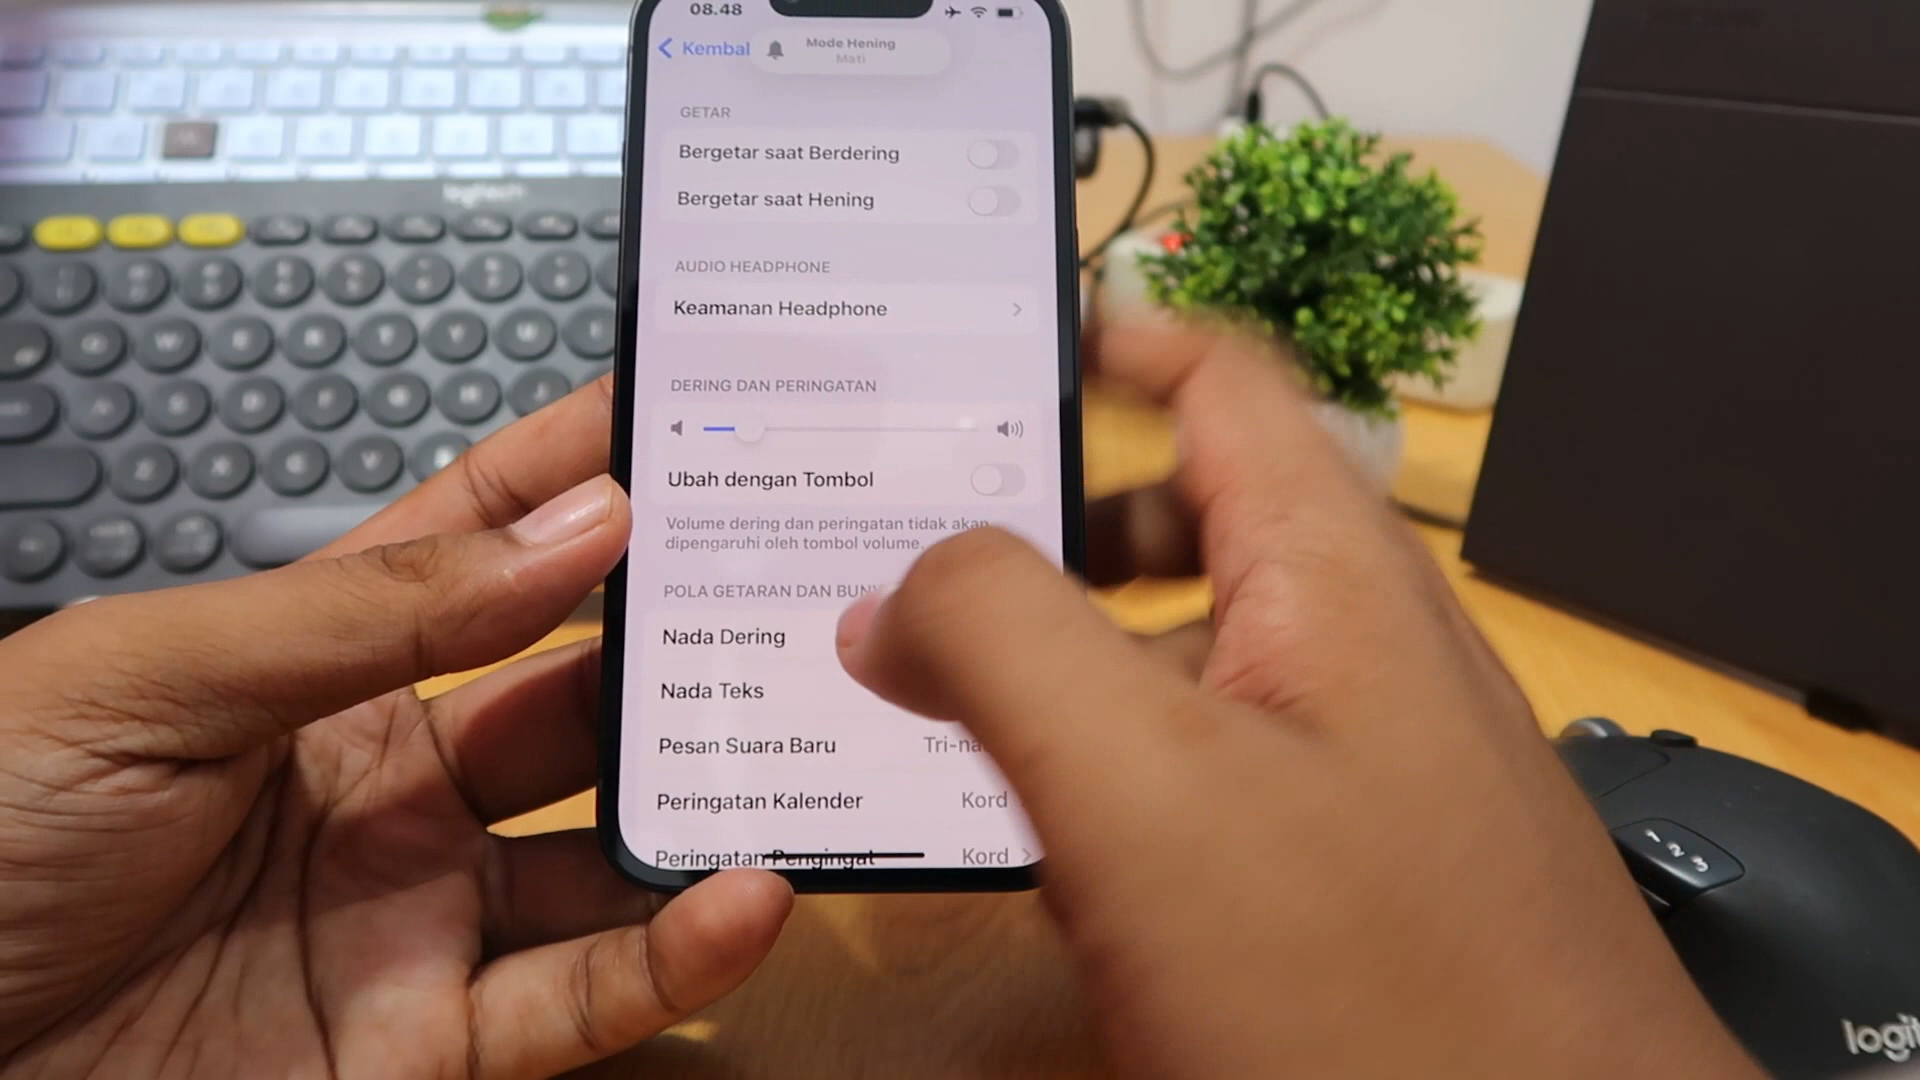 08.48
Kembal
Mode Hening
Mati
GETAR
Bergetar saat Berdering
Bergetar saat Hening
AUDIO HEADPHONE
Keamanan Headphone
DERING DAN PERINGATAN
Ubah dengan Tombol
Volume dering dan peringatan tidak akan
dipengaruhi oleh tombol volume.
POLA GETARAN DAN BUNY
Nada Dering
Nada Teks
Pesan Suara Baru Tri-na
Peringatan Kalender Kord
Peringatan Pengingat Kord
logitech
Q
W
E
R
T
Y
U
A
S
D
F
G
H
J
Z
X
C
V
B
1 2 3
logit